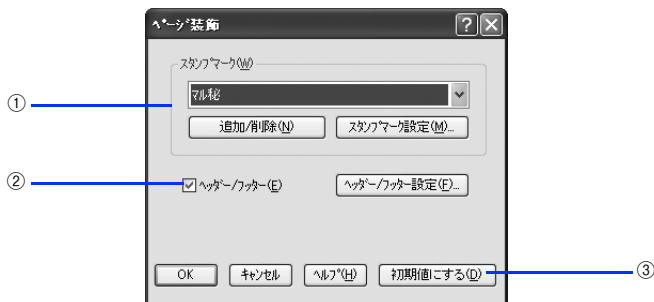 ﾍﾟｰｼﾞ装飾
ｽﾀﾝﾌﾟﾏｰｸ(W)
① ﾏﾙ秘
追加/削除(N) ｽﾀﾝﾌﾟﾏｰｸ設定(M)...
② ﾍｯﾀﾞｰ/ﾌｯﾀｰ(E) ﾍｯﾀﾞｰ/ﾌｯﾀｰ設定(F)...
OK ｷｬﾝｾﾙ ﾍﾙﾌﾟ(H) 初期値にする(D) ③